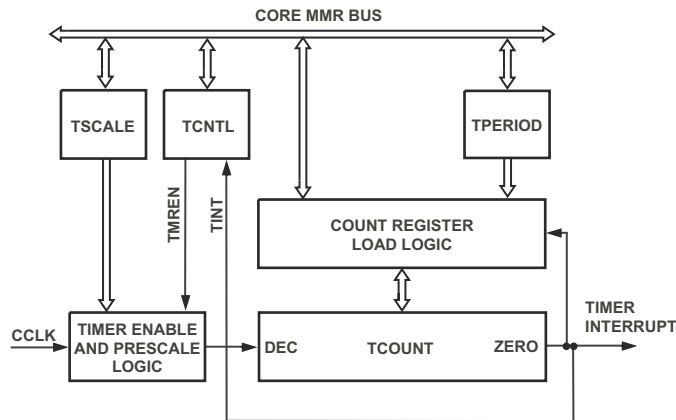 CORE MMR BUS
TSCALE
TCNTL
TPERIOD
TMREN
TINT
COUNT REGISTER
LOAD LOGIC
CCLK
TIMER ENABLE
AND PRESCALE
LOGIC
DEC
TCOUNT
ZERO
TIMER
INTERRUPT